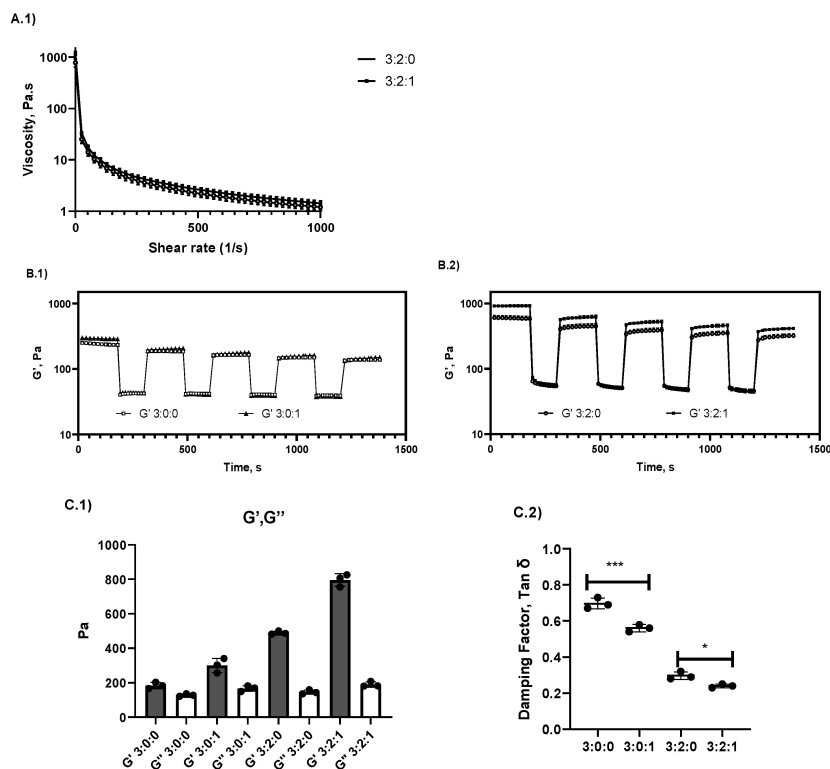 A.1)
1000
100
10
1
Viscosity, Pa.s
0
500
1000
Shear rate (1/s)
3:2:0
3:2:1
B.1)
1000
100
10
G', Pa
G' 3:0:0
G' 3:0:1
0
500
1000
1500
Time, s
B.2)
1000
100
10
G', Pa
G' 3:2:0
G' 3:2:1
0
500
1000
1500
Time, s
C.1)
G',G''
1000
800
600
400
200
0
Pa
G' 3:0:0
G'' 3:0:0
G' 3:0:1
G'' 3:0:1
G' 3:2:0
G'' 3:2:0
G' 3:2:1
G'' 3:2:1
C.2)
1.0
0.8
0.6
0.4
0.2
0.0
Damping Factor, Tan δ
***
*
3:0:0
3:0:1
3:2:0
3:2:1